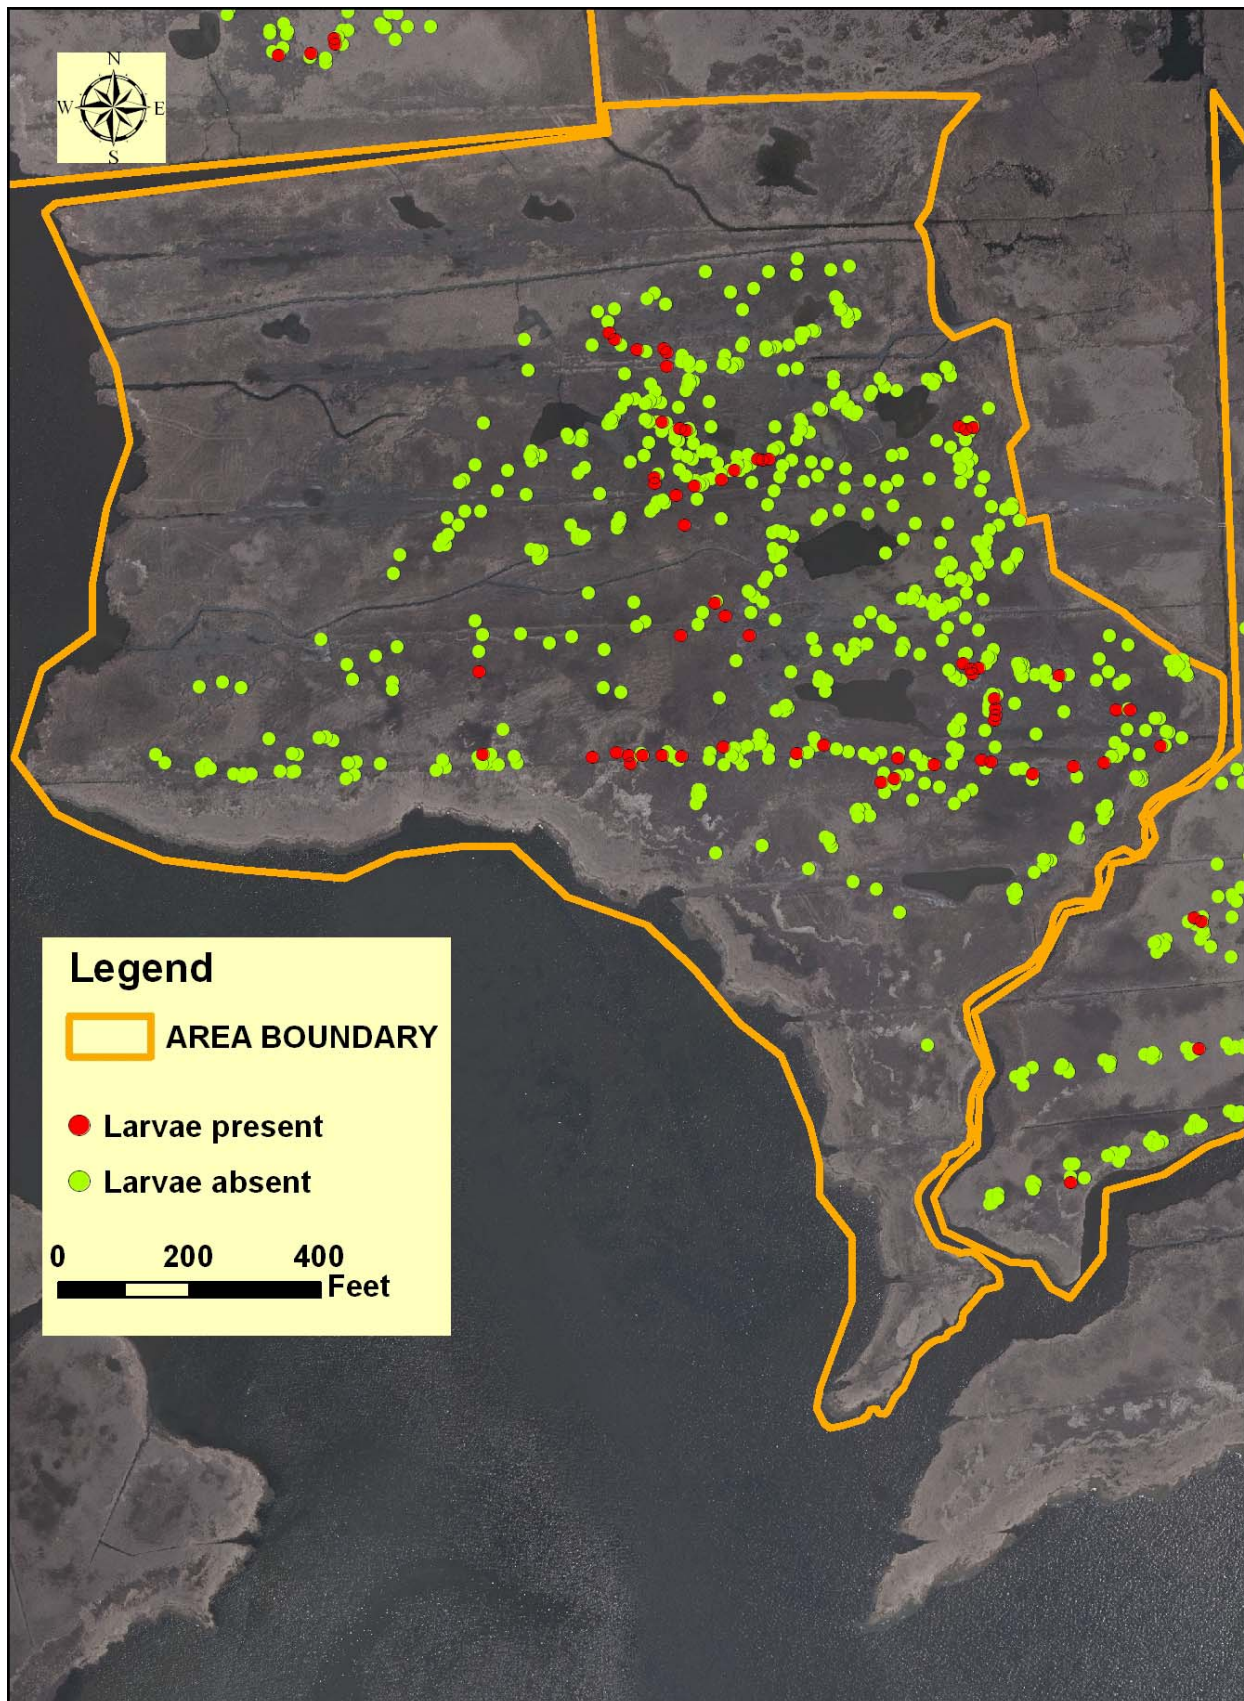 N
W E
S
Legend
AREA BOUNDARY
Larvae present
Larvae absent
0 200 400
Feet